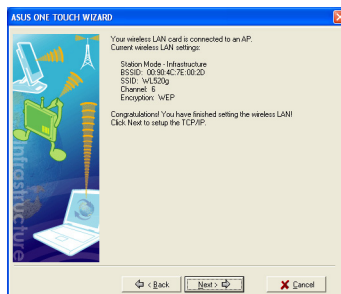 ASUS ONE TOUCH WIZARD
Your wireless LAN card is connected to an AP.
Current wireless LAN settings:
Station Mode - Infrastructure
BSSID: 00:90:4C:7E:00:2D
SSID: WL520g
Channel: 6
Encryption: WEP
Congratulations! You have finished setting the wireless LAN!
Click Next to setup the TCP/IP.
infrastructure
< Back Next > Cancel